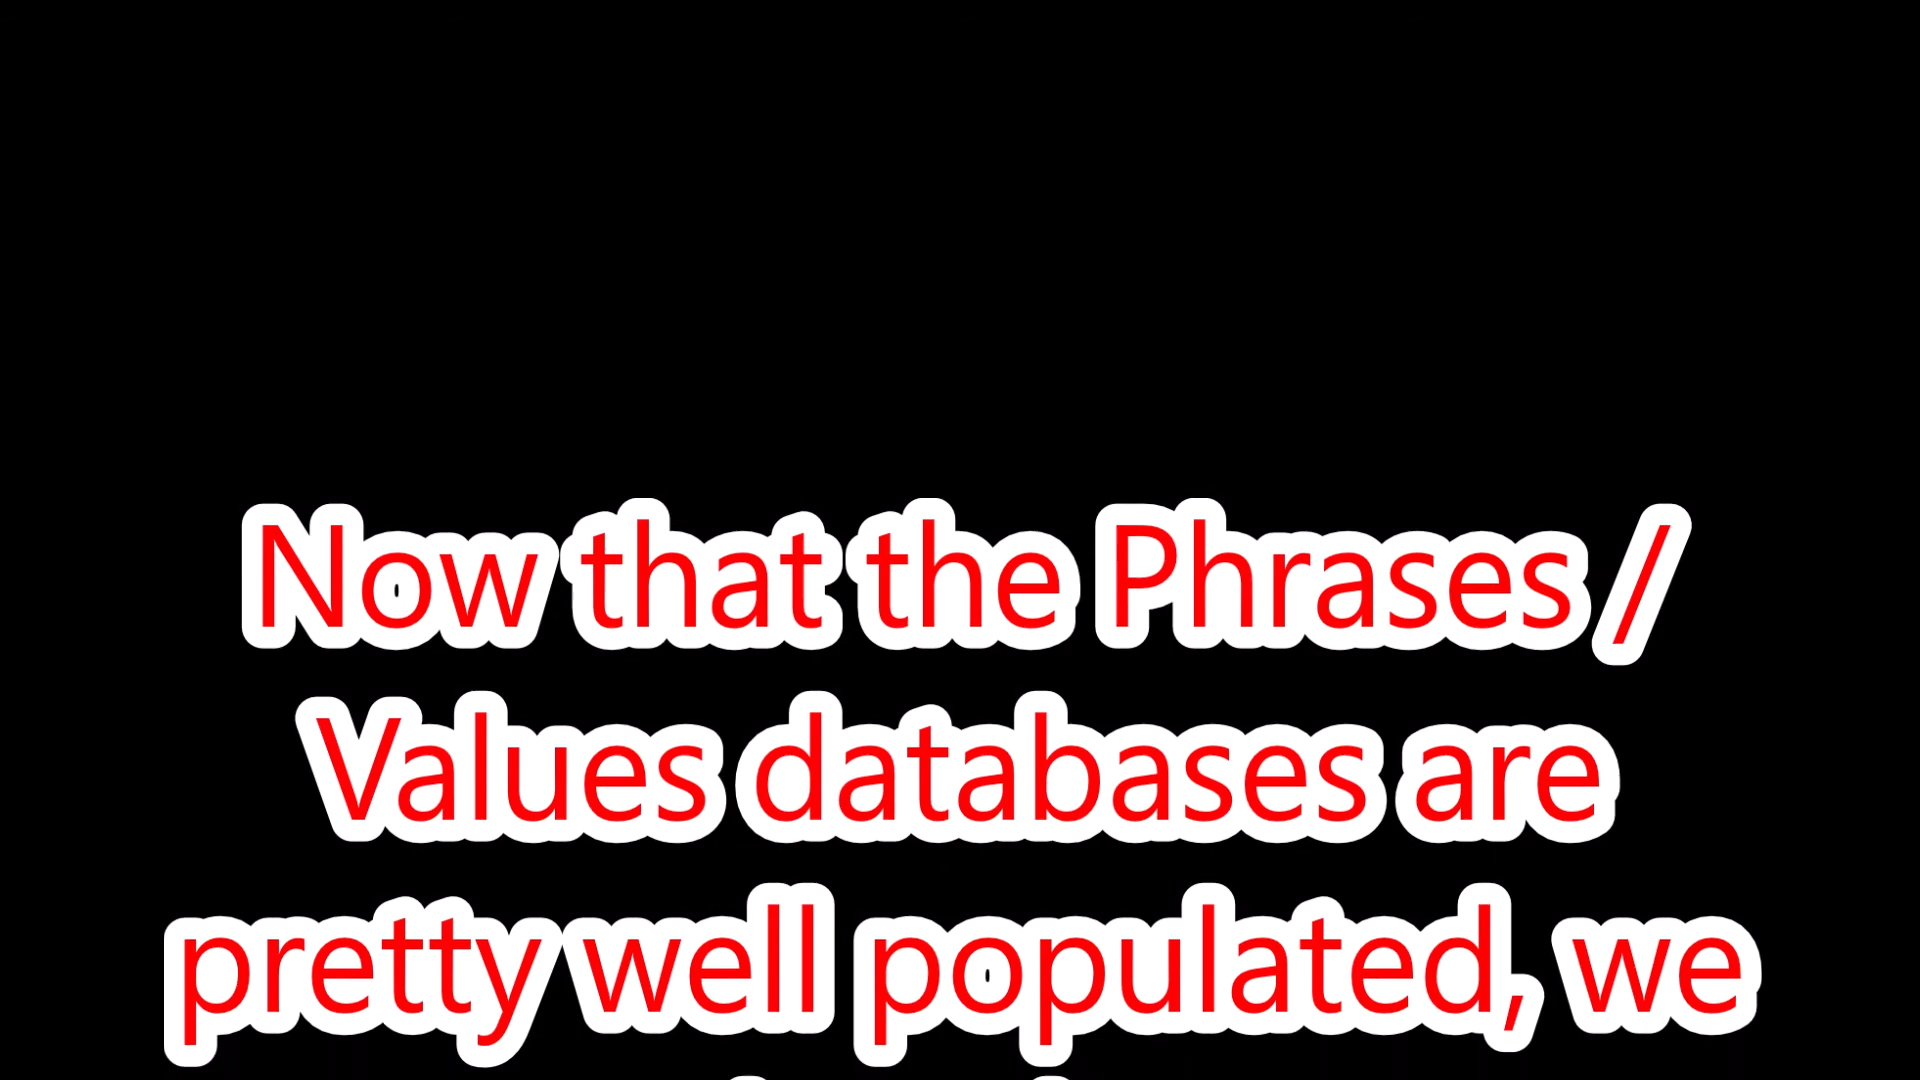 Now that the Phrases /
Values databases are
pretty well populated, we